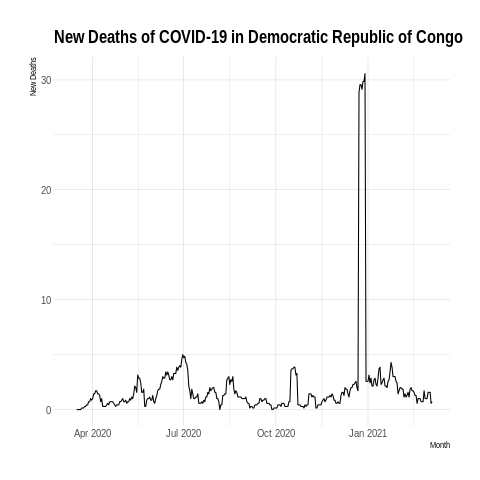 New Deaths of COVID-19 in Democratic Republic of Congo
New Deaths
30
20
10
0
Apr 2020 Jul 2020 Oct 2020 Jan 2021
Month